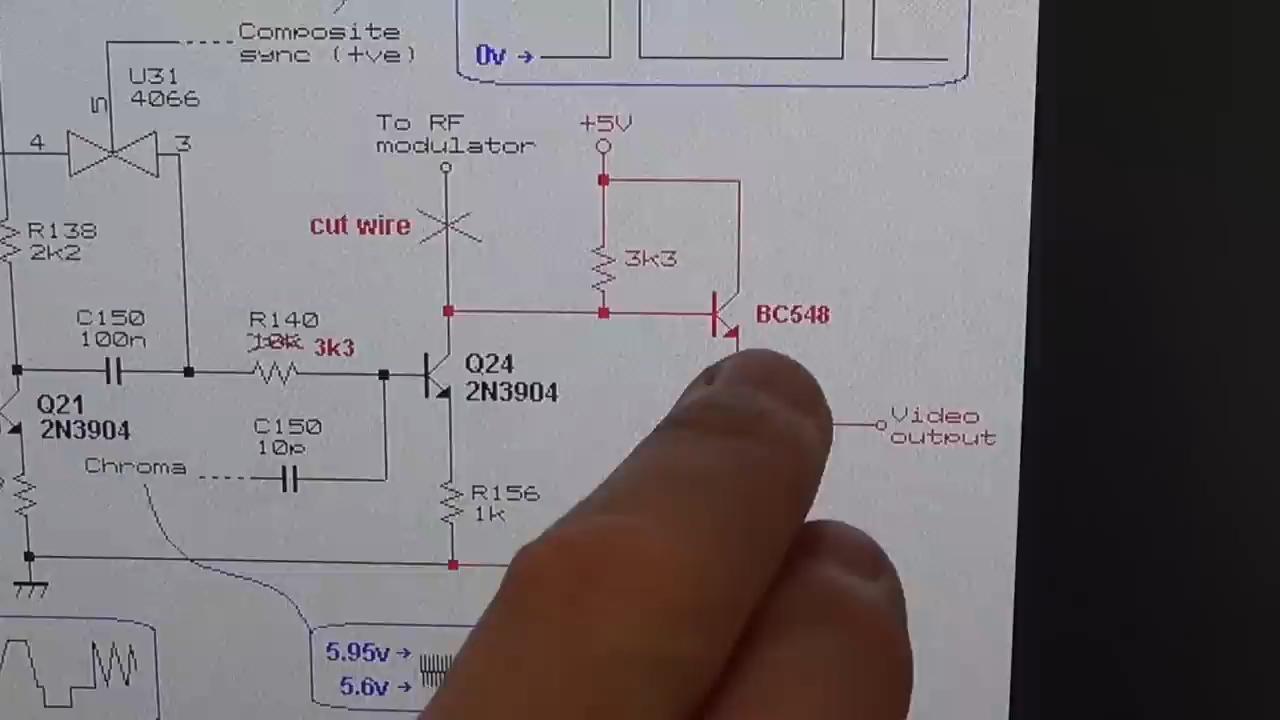 Composite
sync (+ve)
0v →
U31
4066
4
3
To RF
modulator
+5V
R138
2k2
cut wire
3k3
BC548
C150
100n
R140
10k 3k3
Q24
2N3904
Q21
2N3904
C150
10p
Video
output
Chroma
R156
1k
5.95v →
5.6v →